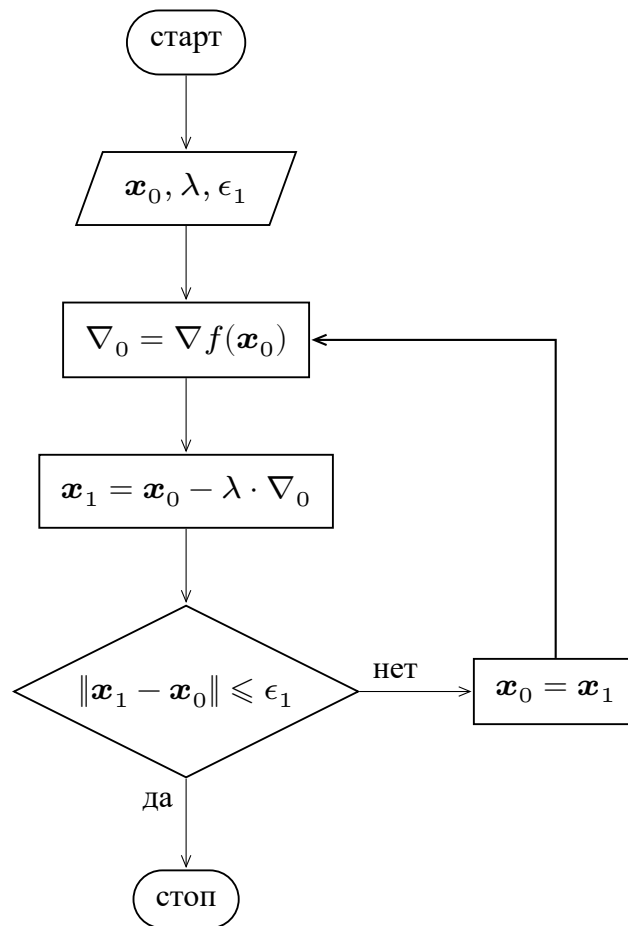 старт
x₀, λ, ϵ₁
∇₀ = ∇f(x₀)
x₁ = x₀ − λ · ∇₀
‖x₁ − x₀‖ ⩽ ϵ₁
нет
x₀ = x₁
да
стоп